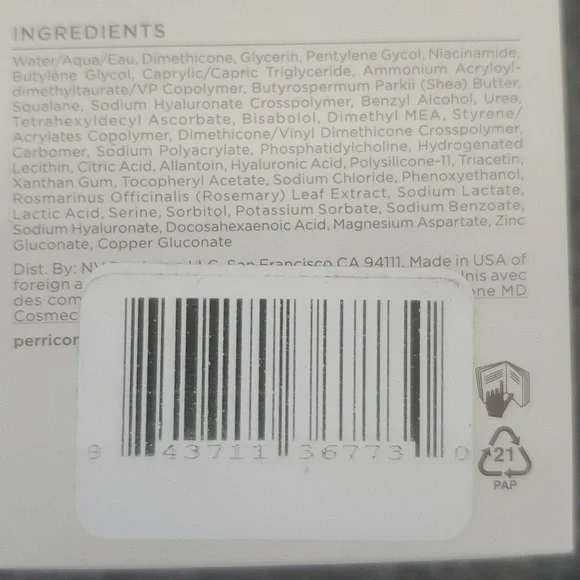 INGREDIENTS
Water/Aqua/Eau, Dimethicone, Glycerin, Pentylene Gycol, Niacinamide,
Butylene Glycol, Caprylic/Capric Triglyceride, Ammonium Acryloyl-
dimethyltaurate/VP Copolymer, Butyrospermum Parkii (Shea) Butter,
Squalane, Sodium Hyaluronate Crosspolymer, Benzyl Alcohol, Urea,
Tetrahexyldecyl Ascorbate, Bisabolol, Dimethyl MEA, Styrene/
Acrylates Copolymer, Dimethicone/Vinyl Dimethicone Crosspolymer,
Carbomer, Sodium Polyacrylate, Phosphatidylcholine, Hydrogenated
Lecithin, Citric Acid, Allantoin, Hyaluronic Acid, Polysilicone-11, Triacetin,
Xanthan Gum, Tocopheryl Acetate, Sodium Chloride, Phenoxyethanol,
Rosmarinus Officinalis (Rosemary) Leaf Extract, Sodium Lactate,
Lactic Acid, Serine, Sorbitol, Potassium Sorbate, Sodium Benzoate,
Sodium Hyaluronate, Docosahexaenoic Acid, Magnesium Aspartate, Zinc
Gluconate, Copper Gluconate
Dist. By: San Francisco CA 94111. Made in USA of
foreign a nis avec
des com one MD
Cosmec
perricon
8 43711 36773 0
21
PAP